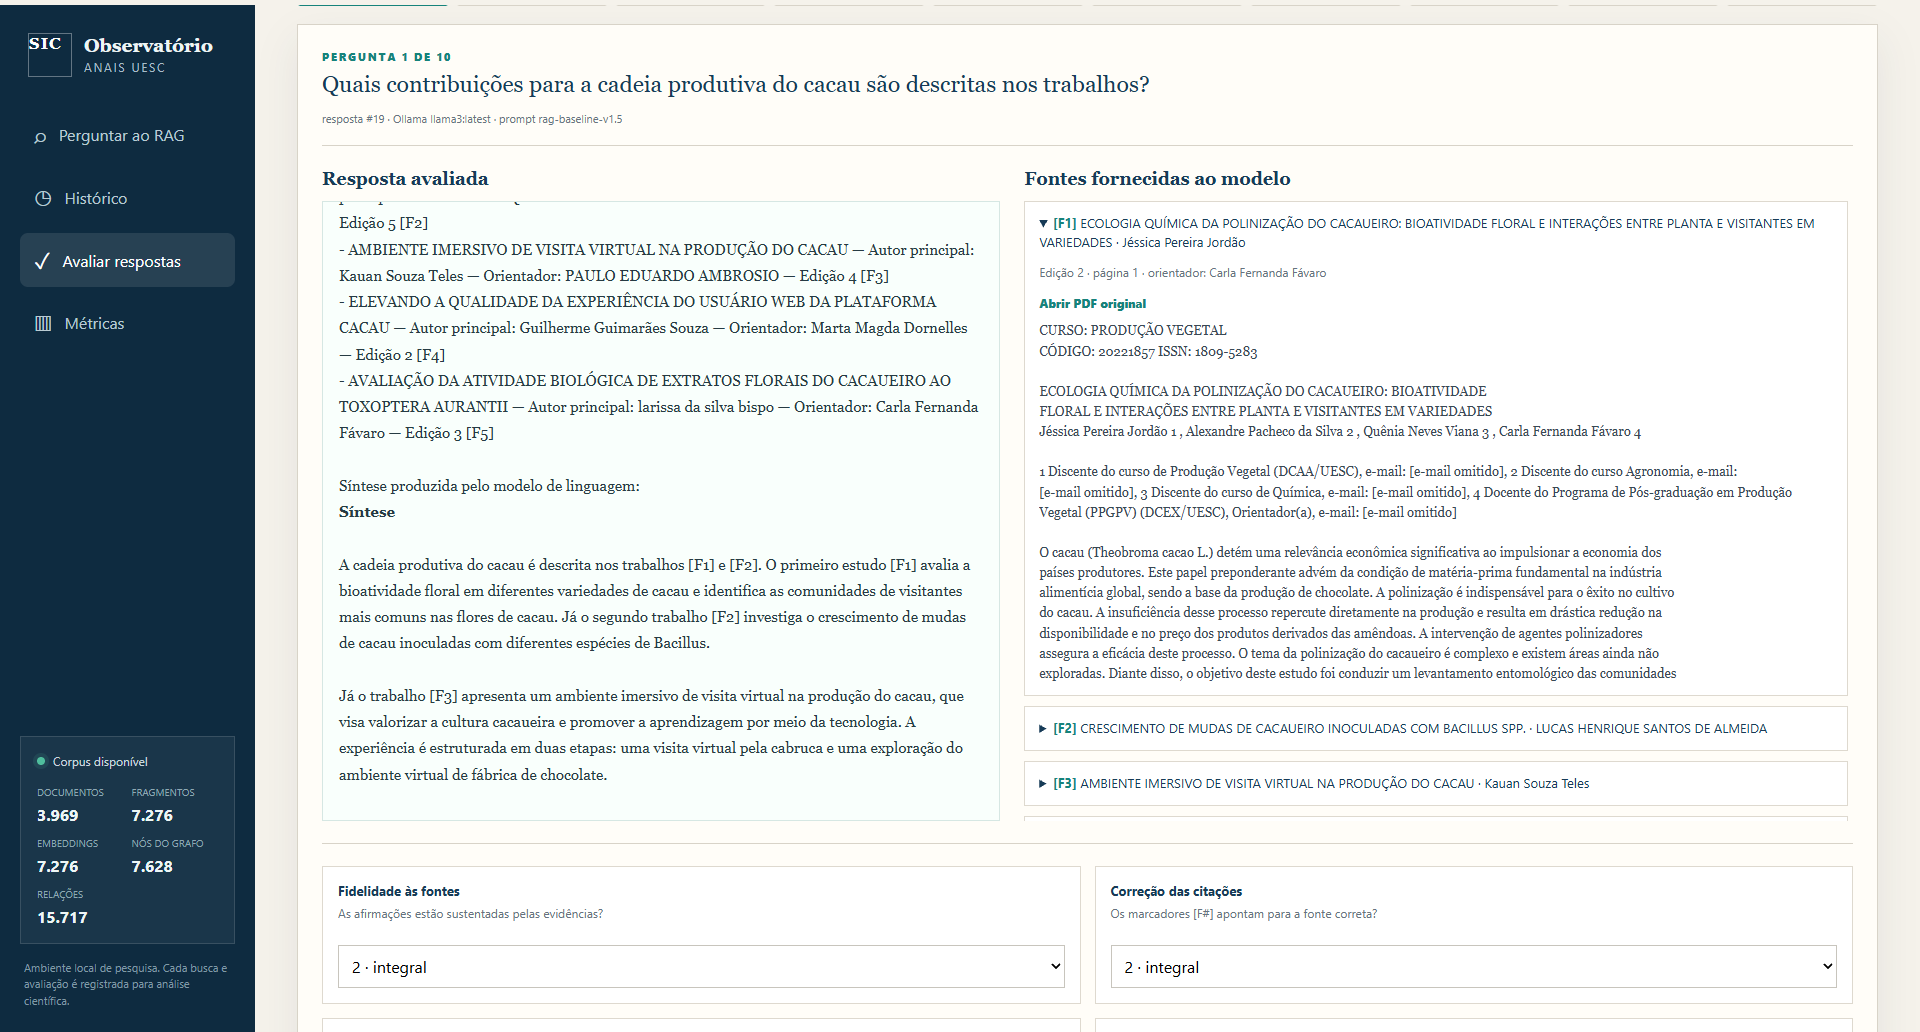 SIC
Observatório
ANAIS UESC
Perguntar ao RAG
Histórico
✓ Avaliar respostas
Métricas
Corpus disponível
DOCUMENTOS FRAGMENTOS
3.969 7.276
EMBEDDINGS NÓS DO GRAFO
7.276 7.628
RELAÇÕES
15.717
Ambiente local de pesquisa. Cada busca e
avaliação é registrada para análise
científica.
PERGUNTA 1 DE 10
Quais contribuições para a cadeia produtiva do cacau são descritas nos trabalhos?
resposta #19 · Ollama llama3:latest · prompt rag-baseline-v1.5
Resposta avaliada
Edição 5 [F2]
- AMBIENTE IMERSIVO DE VISITA VIRTUAL NA PRODUÇÃO DO CACAU — Autor principal:
Kauan Souza Teles — Orientador: PAULO EDUARDO AMBROSIO — Edição 4 [F3]
- ELEVANDO A QUALIDADE DA EXPERIÊNCIA DO USUÁRIO WEB DA PLATAFORMA
CACAU — Autor principal: Guilherme Guimarães Souza — Orientador: Marta Magda Dornelles
— Edição 2 [F4]
- AVALIAÇÃO DA ATIVIDADE BIOLÓGICA DE EXTRATOS FLORAIS DO CACAUEIRO AO
TOXOPTERA AURANTII — Autor principal: larissa da silva bispo — Orientador: Carla Fernanda
Fávaro — Edição 3 [F5]
Síntese produzida pelo modelo de linguagem:
Síntese
A cadeia produtiva do cacau é descrita nos trabalhos [F1] e [F2]. O primeiro estudo [F1] avalia a
bioatividade floral em diferentes variedades de cacau e identifica as comunidades de visitantes
mais comuns nas flores de cacau. Já o segundo trabalho [F2] investiga o crescimento de mudas
de cacau inoculadas com diferentes espécies de Bacillus.
Já o trabalho [F3] apresenta um ambiente imersivo de visita virtual na produção do cacau, que
visa valorizar a cultura cacaueira e promover a aprendizagem por meio da tecnologia. A
experiência é estruturada em duas etapas: uma visita virtual pela cabruca e uma exploração do
ambiente virtual de fábrica de chocolate.
Fontes fornecidas ao modelo
▼ [F1] ECOLOGIA QUÍMICA DA POLINIZAÇÃO DO CACAUEIRO: BIOATIVIDADE FLORAL E INTERAÇÕES ENTRE PLANTA E VISITANTES EM
VARIEDADES · Jéssica Pereira Jordão
Edição 2 · página 1 · orientador: Carla Fernanda Fávaro
Abrir PDF original
CURSO: PRODUÇÃO VEGETAL
CÓDIGO: 20221857 ISSN: 1809-5283
ECOLOGIA QUÍMICA DA POLINIZAÇÃO DO CACAUEIRO: BIOATIVIDADE
FLORAL E INTERAÇÕES ENTRE PLANTA E VISITANTES EM VARIEDADES
Jéssica Pereira Jordão 1 , Alexandre Pacheco da Silva 2 , Quênia Neves Viana 3 , Carla Fernanda Fávaro 4
1 Discente do curso de Produção Vegetal (DCAA/UESC), e-mail: [e-mail omitido], 2 Discente do curso Agronomia, e-mail:
[e-mail omitido], 3 Discente do curso de Química, e-mail: [e-mail omitido], 4 Docente do Programa de Pós-graduação em Produção
Vegetal (PPGPV) (DCEX/UESC), Orientador(a), e-mail: [e-mail omitido]
O cacau (Theobroma cacao L.) detém uma relevância econômica significativa ao impulsionar a economia dos
países produtores. Este papel preponderante advém da condição de matéria-prima fundamental na indústria
alimentícia global, sendo a base da produção de chocolate. A polinização é indispensável para o êxito no cultivo
do cacau. A insuficiência desse processo repercute diretamente na produção e resulta em drástica redução na
disponibilidade e no preço dos produtos derivados das amêndoas. A intervenção de agentes polinizadores
assegura a eficácia deste processo. O tema da polinização do cacaueiro é complexo e existem áreas ainda não
exploradas. Diante disso, o objetivo deste estudo foi conduzir um levantamento entomológico das comunidades
▶ [F2] CRESCIMENTO DE MUDAS DE CACAUEIRO INOCULADAS COM BACILLUS SPP. · LUCAS HENRIQUE SANTOS DE ALMEIDA
▶ [F3] AMBIENTE IMERSIVO DE VISITA VIRTUAL NA PRODUÇÃO DO CACAU · Kauan Souza Teles
Fidelidade às fontes
As afirmações estão sustentadas pelas evidências?
2 · integral
Correção das citações
Os marcadores [F#] apontam para a fonte correta?
2 · integral